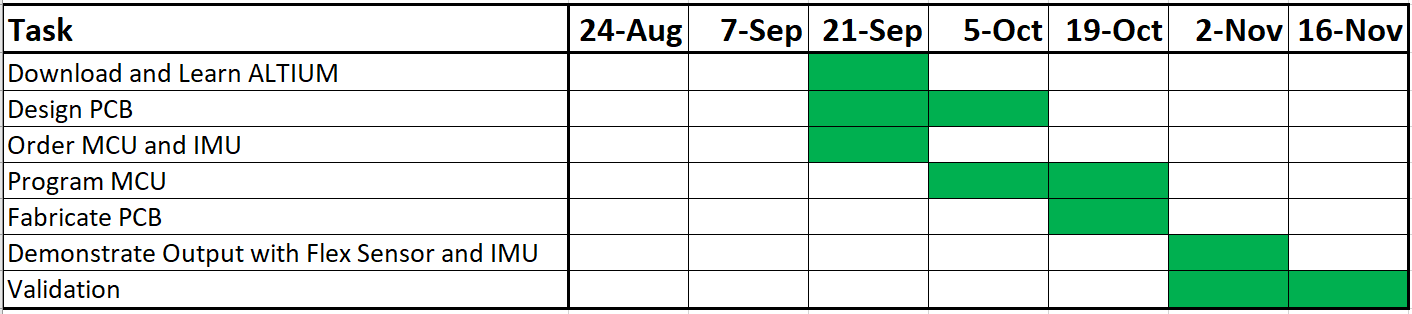 Task 24-Aug 7-Sep 21-Sep 5-Oct 19-Oct 2-Nov 16-Nov
Download and Learn ALTIUM
Design PCB
Order MCU and IMU
Program MCU
Fabricate PCB
Demonstrate Output with Flex Sensor and IMU
Validation